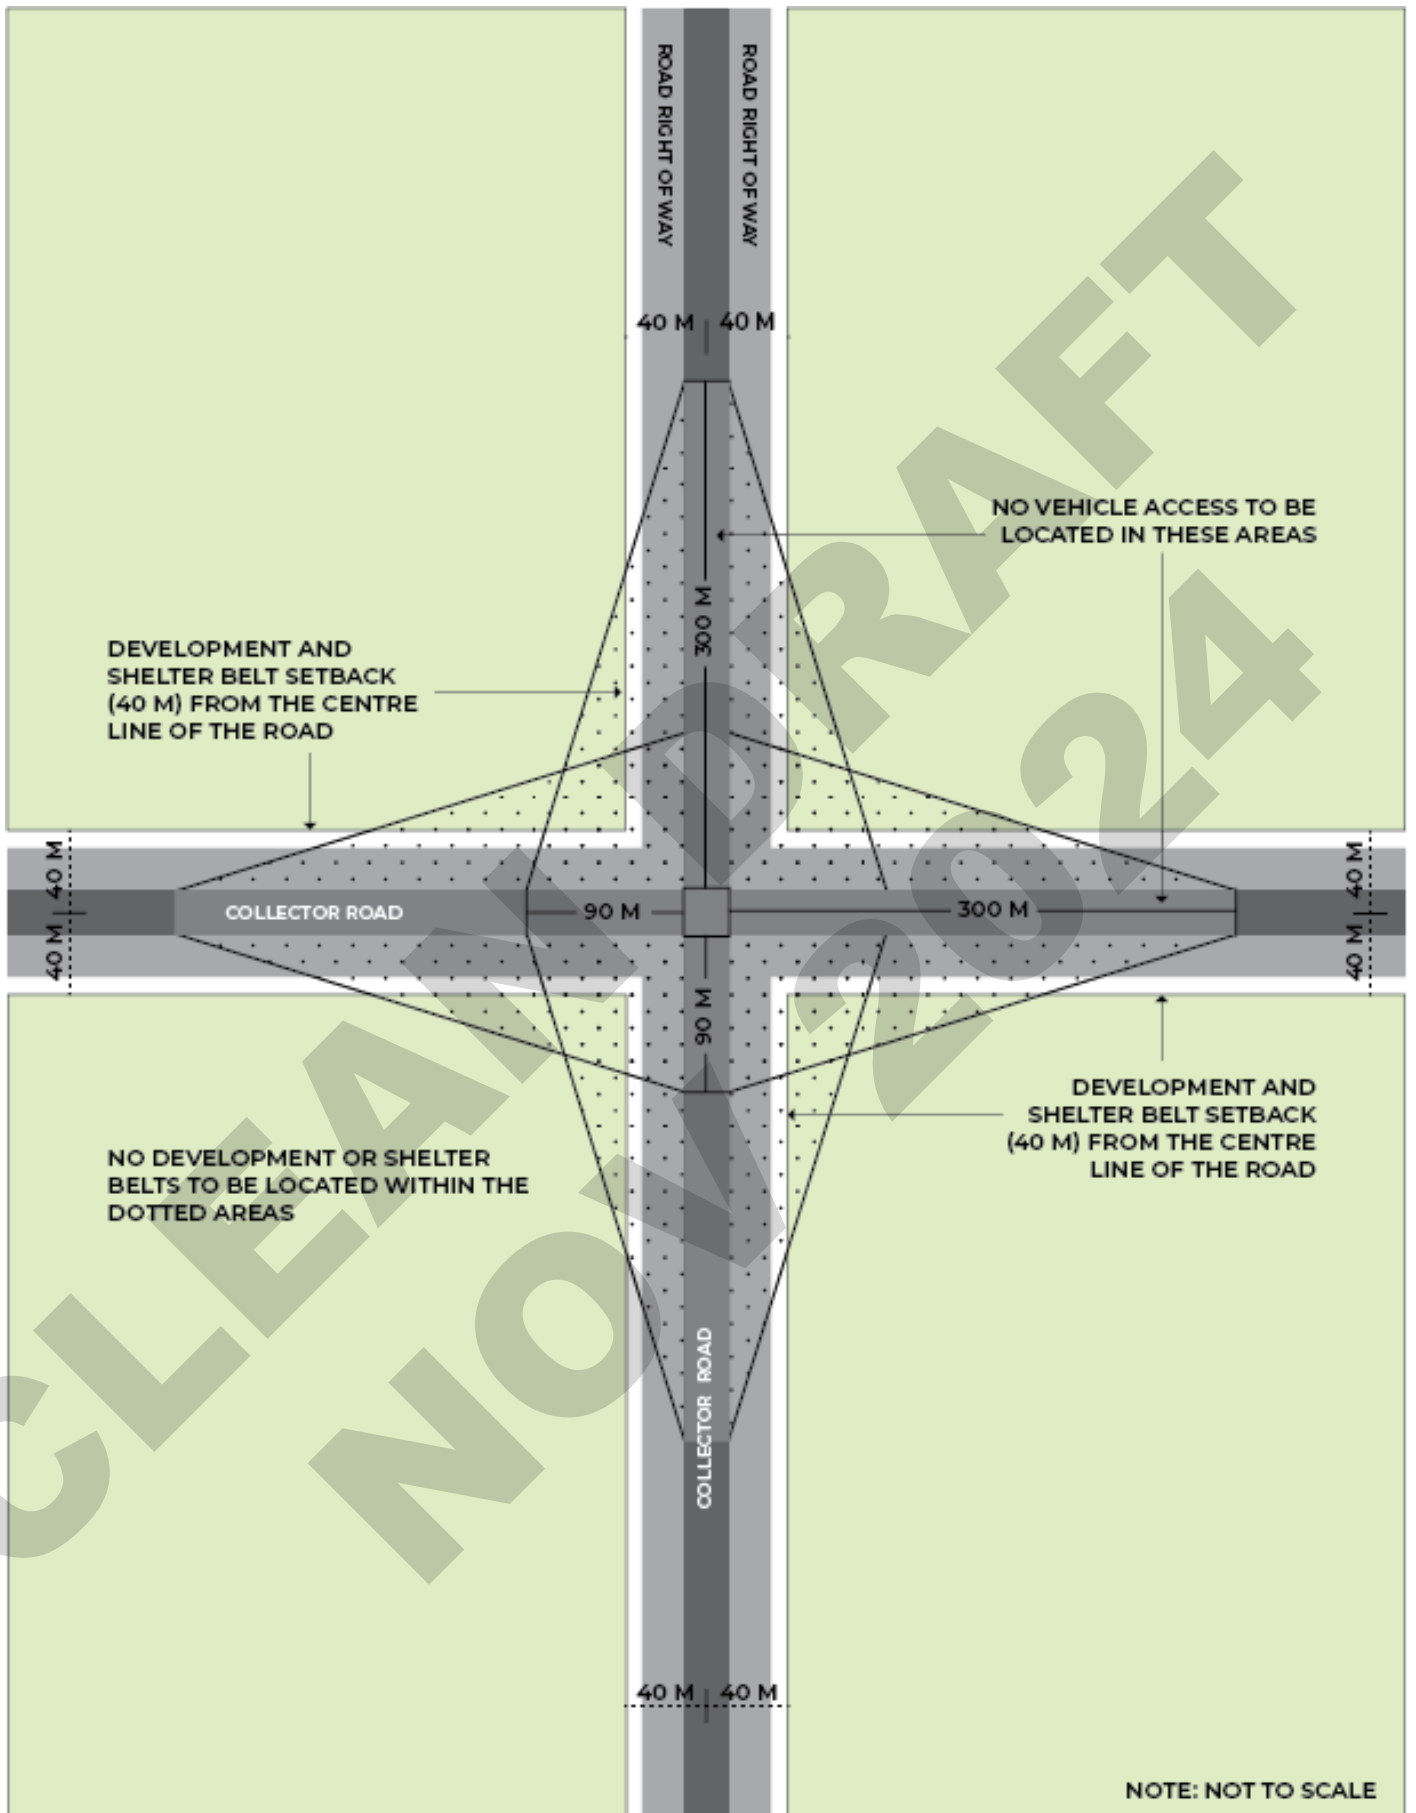 ROAD RIGHT OF WAY
ROAD RIGHT OF WAY
40 M
40 M
NO VEHICLE ACCESS TO BE
LOCATED IN THESE AREAS
300 M
DEVELOPMENT AND
SHELTER BELT SETBACK
(40 M) FROM THE CENTRE
LINE OF THE ROAD
40 M
40 M
COLLECTOR ROAD
90 M
300 M
40 M
40 M
90 M
DEVELOPMENT AND
SHELTER BELT SETBACK
(40 M) FROM THE CENTRE
LINE OF THE ROAD
NO DEVELOPMENT OR SHELTER
BELTS TO BE LOCATED WITHIN THE
DOTTED AREAS
COLLECTOR ROAD
40 M
40 M
NOTE: NOT TO SCALE
CLEAN DRAFT
NOV 2024